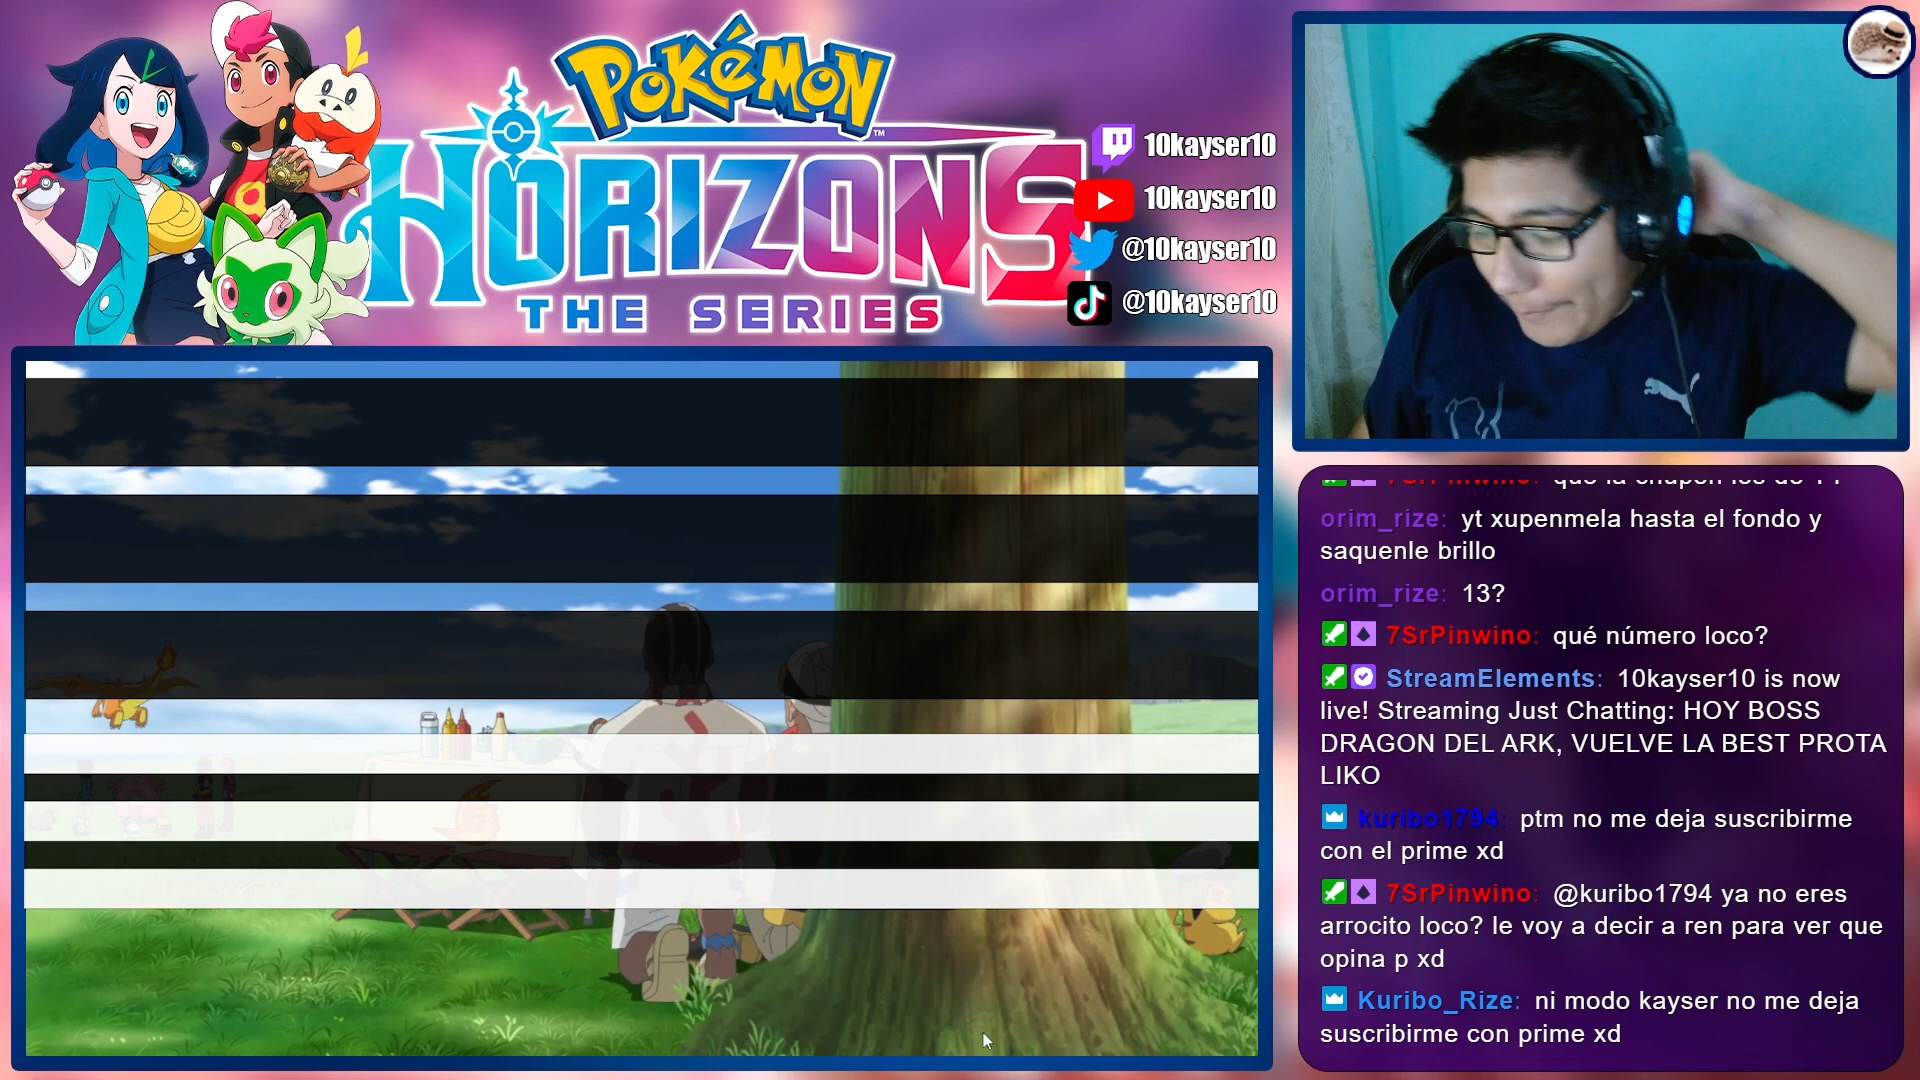 POKÉMON
TM
HORIZONS
THE SERIES
10kayser10
10kayser10
@10kayser10
@10kayser10
orim_rize: yt xupenmela hasta el fondo y
saquenle brillo
orim_rize: 13?
7SrPinwino: qué número loco?
StreamElements: 10kayser10 is now
live! Streaming Just Chatting: HOY BOSS
DRAGON DEL ARK, VUELVE LA BEST PROTA
LIKO
kuribo1794: ptm no me deja suscribirme
con el prime xd
7SrPinwino: @kuribo1794 ya no eres
arrocito loco? le voy a decir a ren para ver que
opina p xd
Kuribo_Rize: ni modo kayser no me deja
suscribirme con prime xd